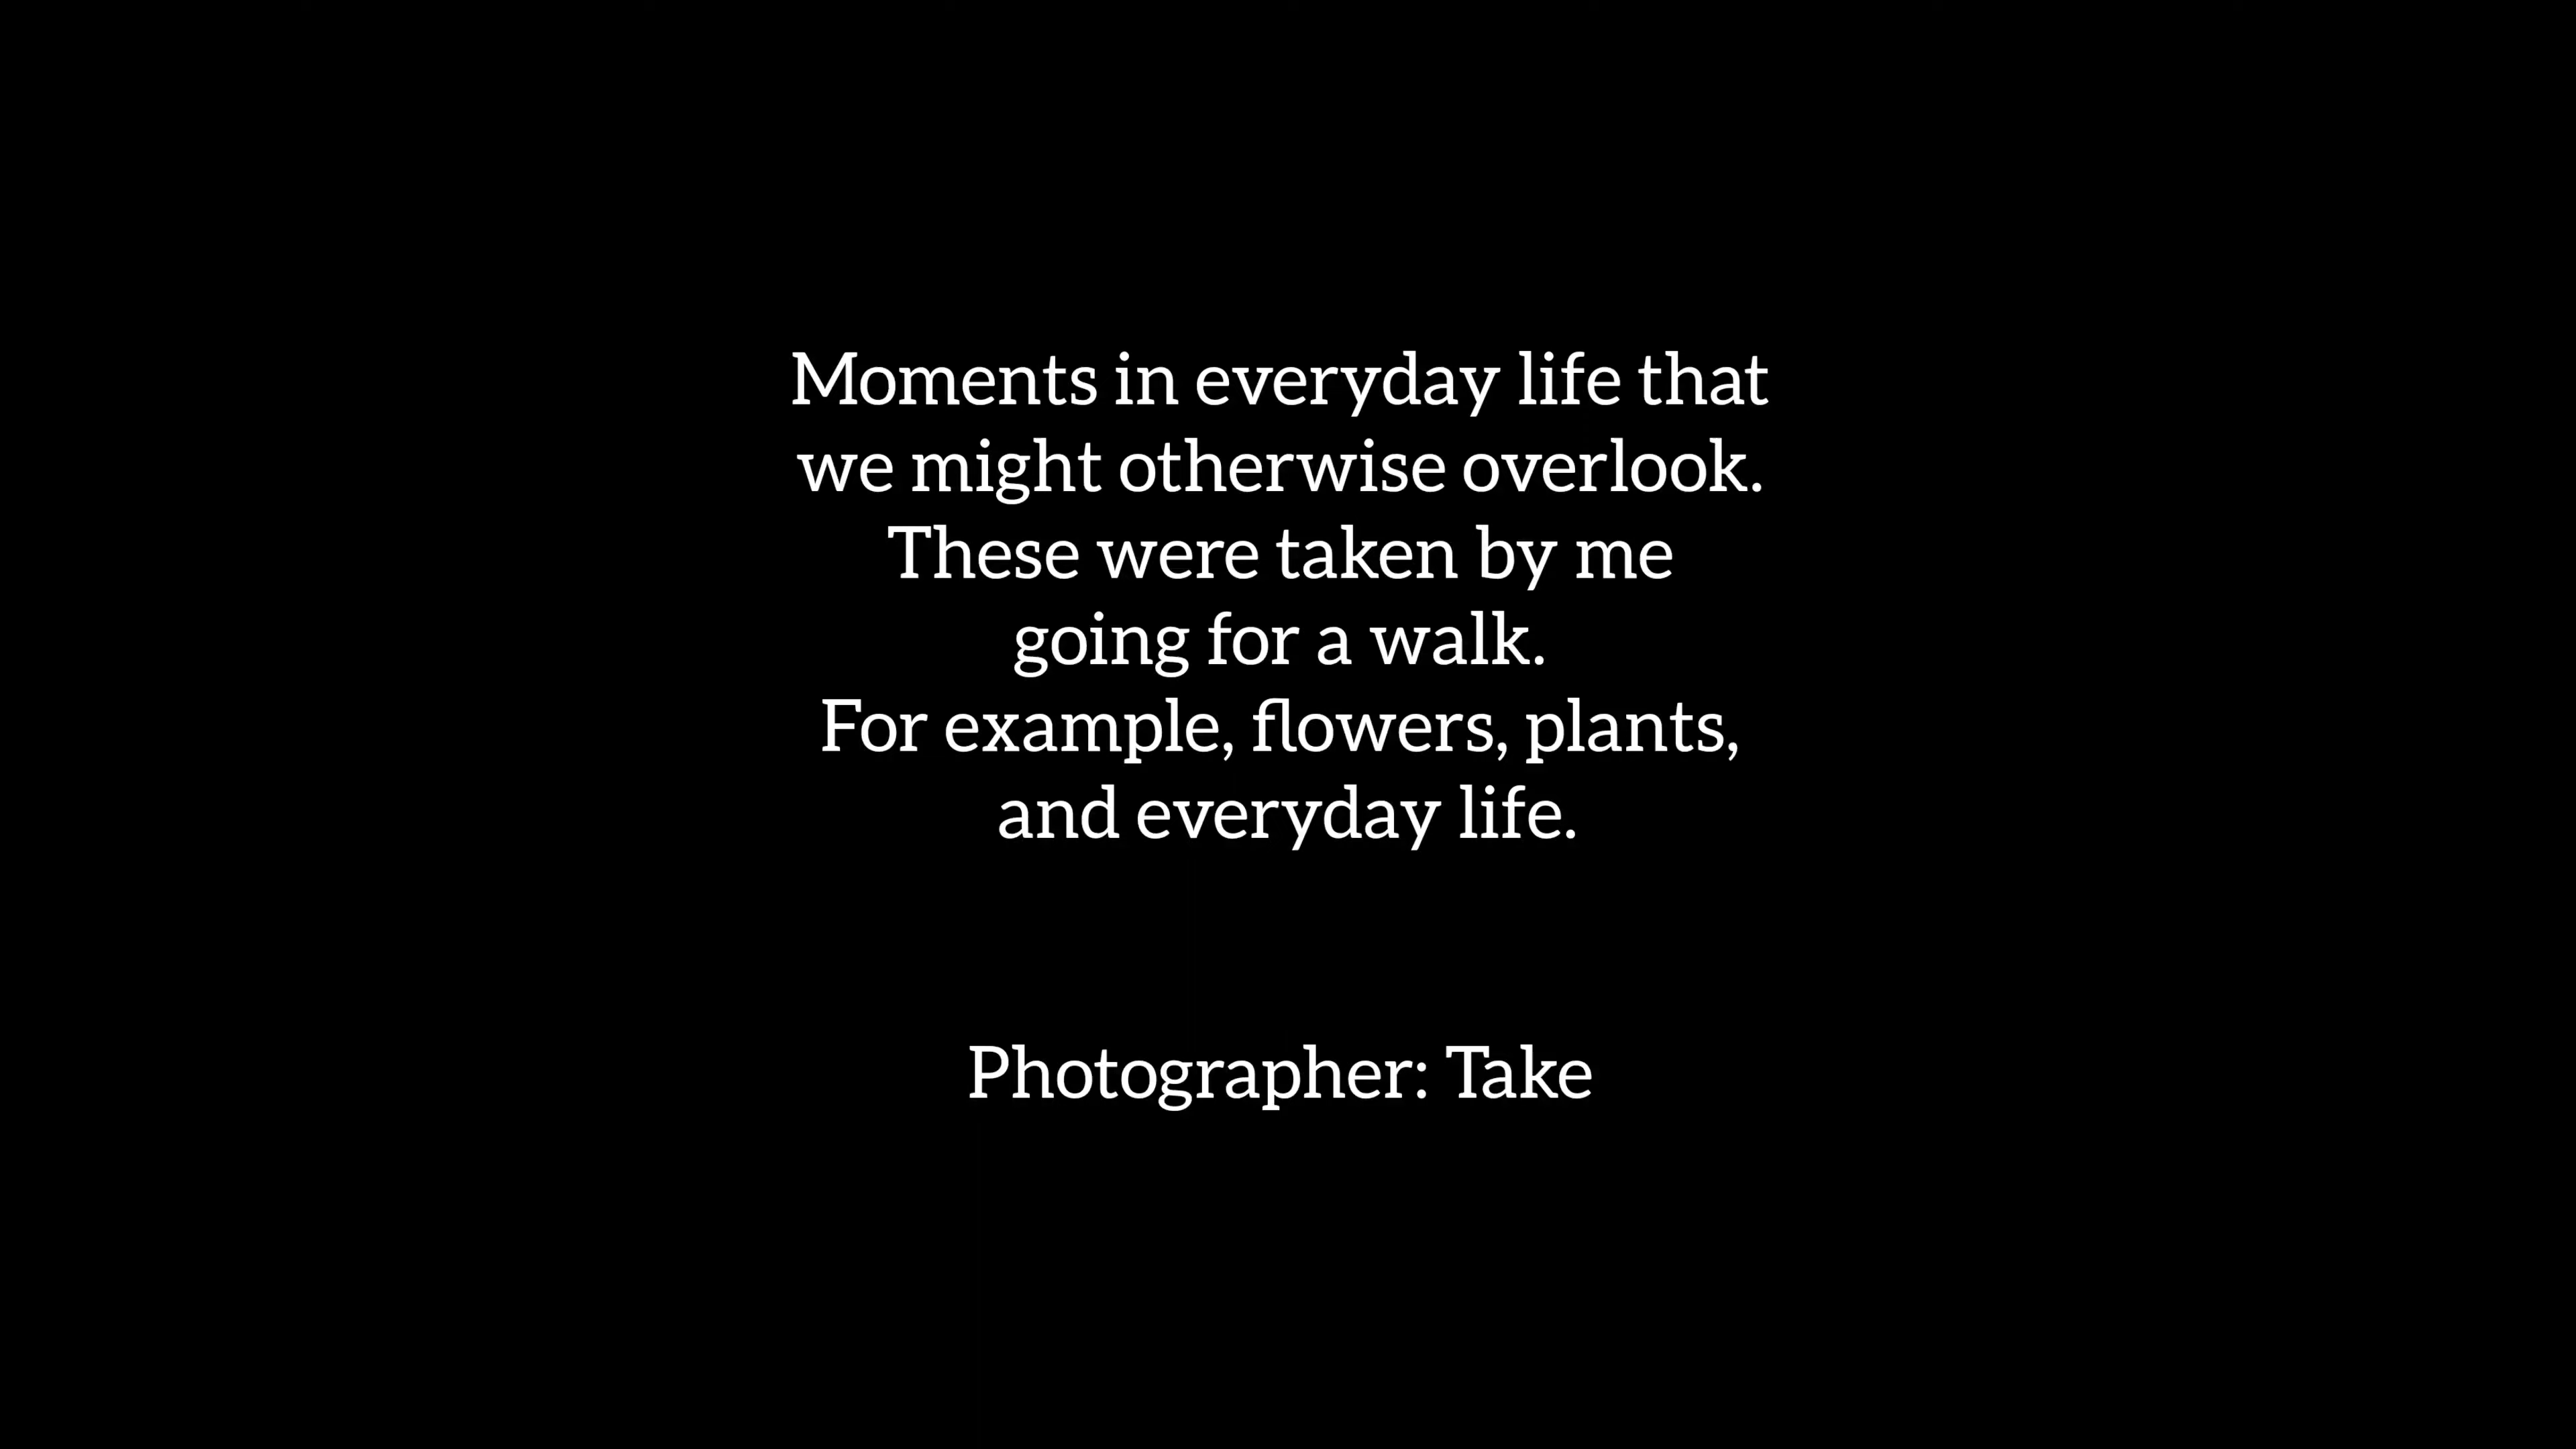 Moments in everyday life that
we might otherwise overlook.
These were taken by me
going for a walk.
For example, flowers, plants,
and everyday life.
Photographer: Take